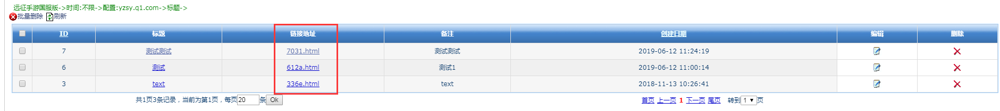 远征手游国服版->时间:不限->配置:yzsy.q1.com->标题->
批量删除 刷新
ID 标题 链接地址 备注 创建日期 编辑 删除
7 测试测试 7031.html 测试测试 2019-06-12 11:24:19
6 测试 612a.html 测试1 2019-06-12 11:00:14
3 text 336e.html text 2018-11-13 10:26:41
共1页3条记录，当前为第1页，每页20条 Ok 首页 上一页 1 下一页 尾页 转到 1 页